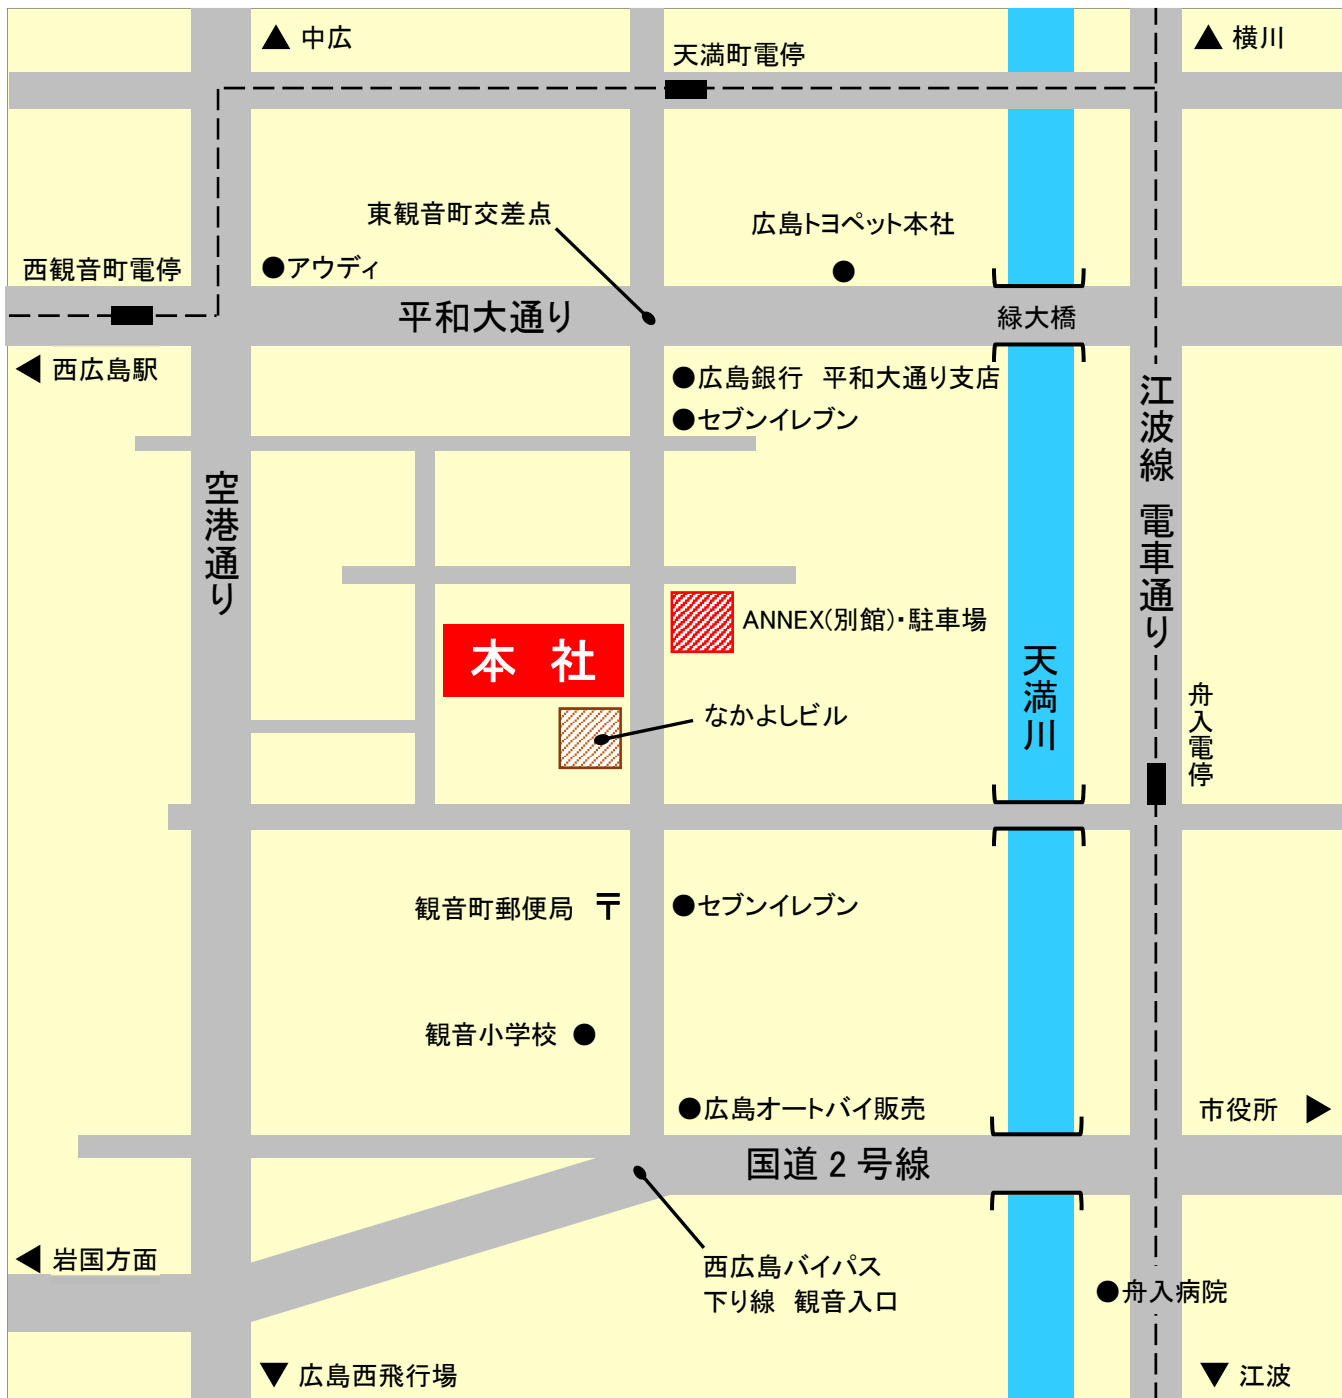 中広
天満町電停
横川
東観音町交差点
広島トヨペット本社
西観音町電停
アウディ
平和大通り
緑大橋
西広島駅
広島銀行　平和大通り支店
セブンイレブン
江波線 電車通り
空港通り
ANNEX(別館)・駐車場
本 社
天満川
なかよしビル
舟入電停
観音町郵便局 〒
セブンイレブン
観音小学校
広島オートバイ販売
市役所
国道２号線
岩国方面
西広島バイパス
下り線　観音入口
舟入病院
広島西飛行場
江波